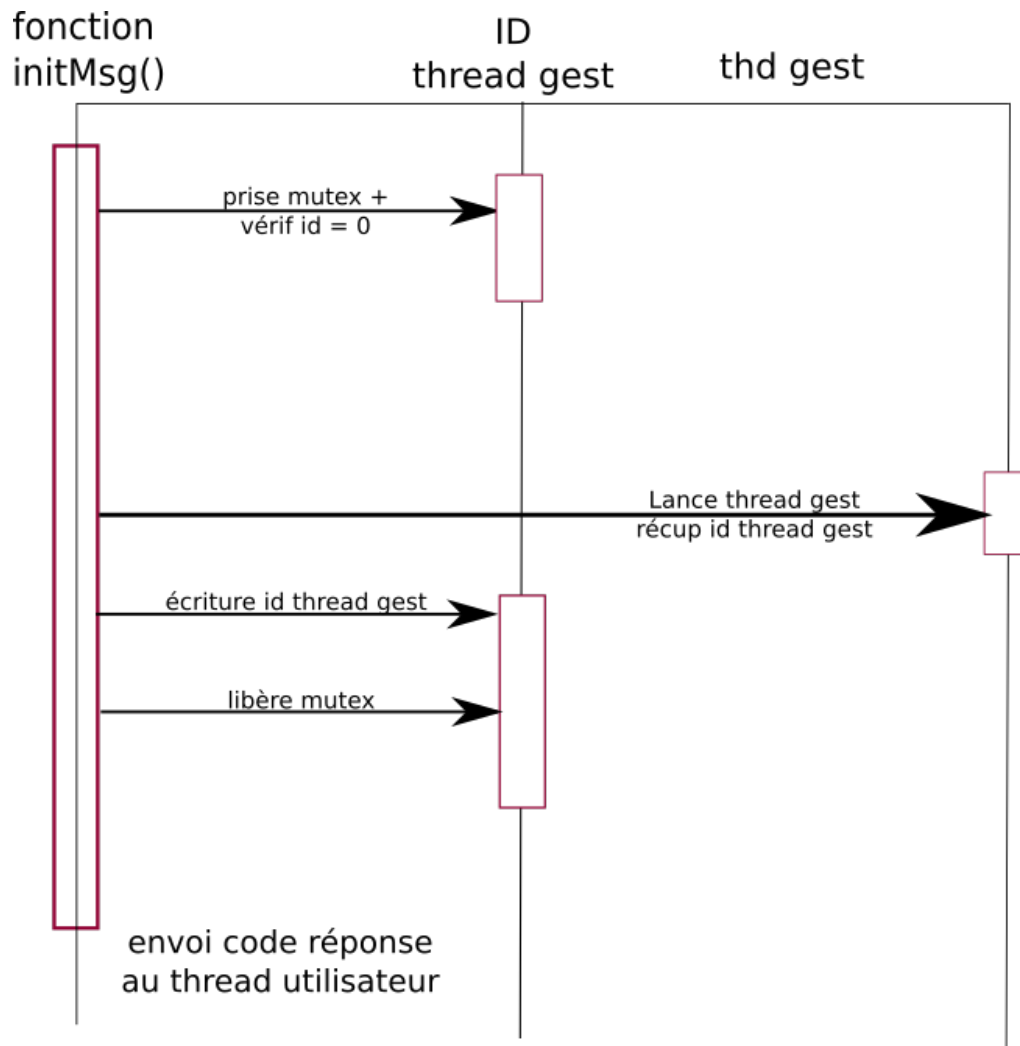 fonction
initMsg()
ID
thread gest
thd gest
prise mutex +
vérif id = 0
Lance thread gest
récup id thread gest
écriture id thread gest
libère mutex
envoi code réponse
au thread utilisateur